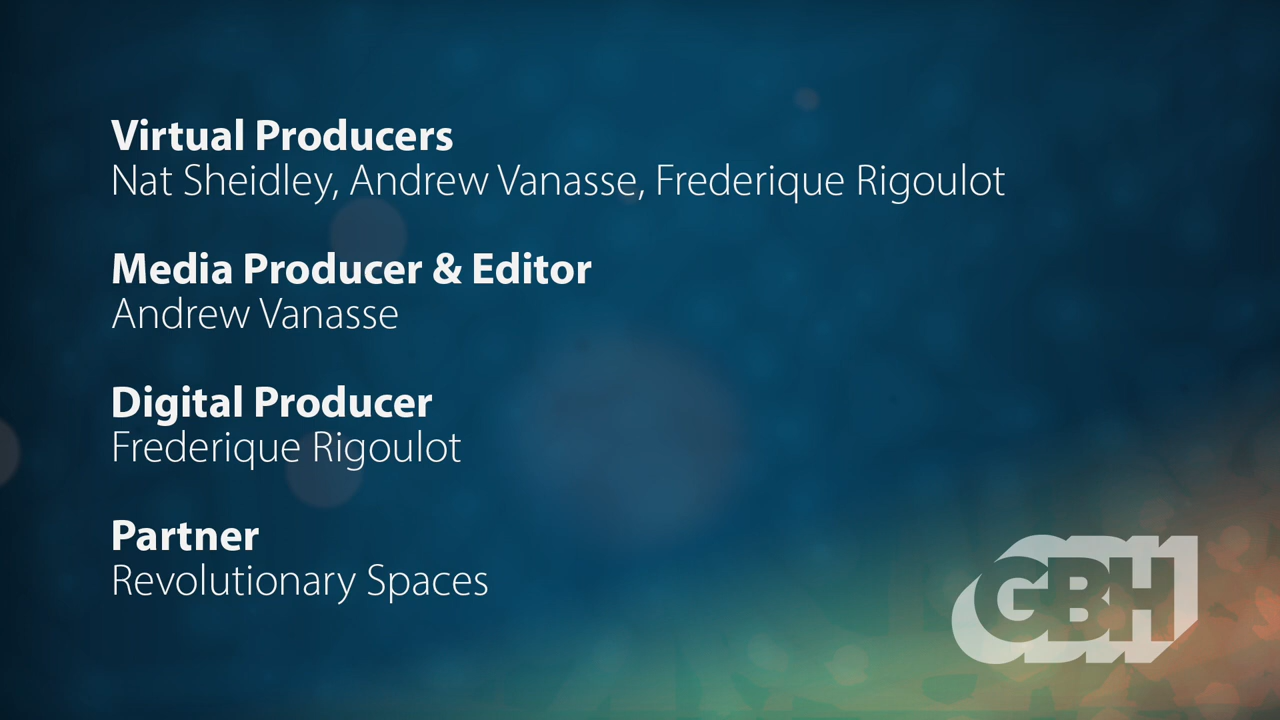 Virtual Producers
Nat Sheidley, Andrew Vanasse, Frederique Rigoulot
Media Producer & Editor
Andrew Vanasse
Digital Producer
Frederique Rigoulot
Partner
Revolutionary Spaces
GBH